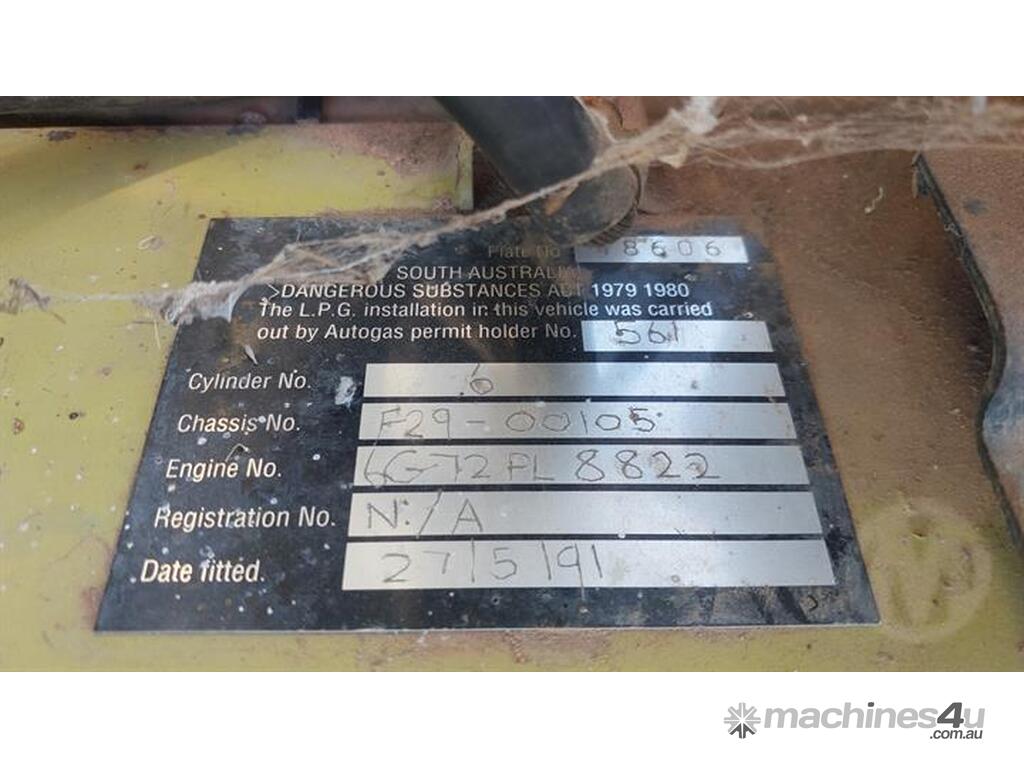 Plate No 18606
SOUTH AUSTRALIA
>DANGEROUS SUBSTANCES ACT 1979 1980
The L.P.G. installation in this vehicle was carried
out by Autogas permit holder No. 561
Cylinder No. 6
Chassis No. F29-00105
Engine No. 6G72PL8822
Registration No. N/A
Date fitted. 27/5/91
machines4u
.com.au